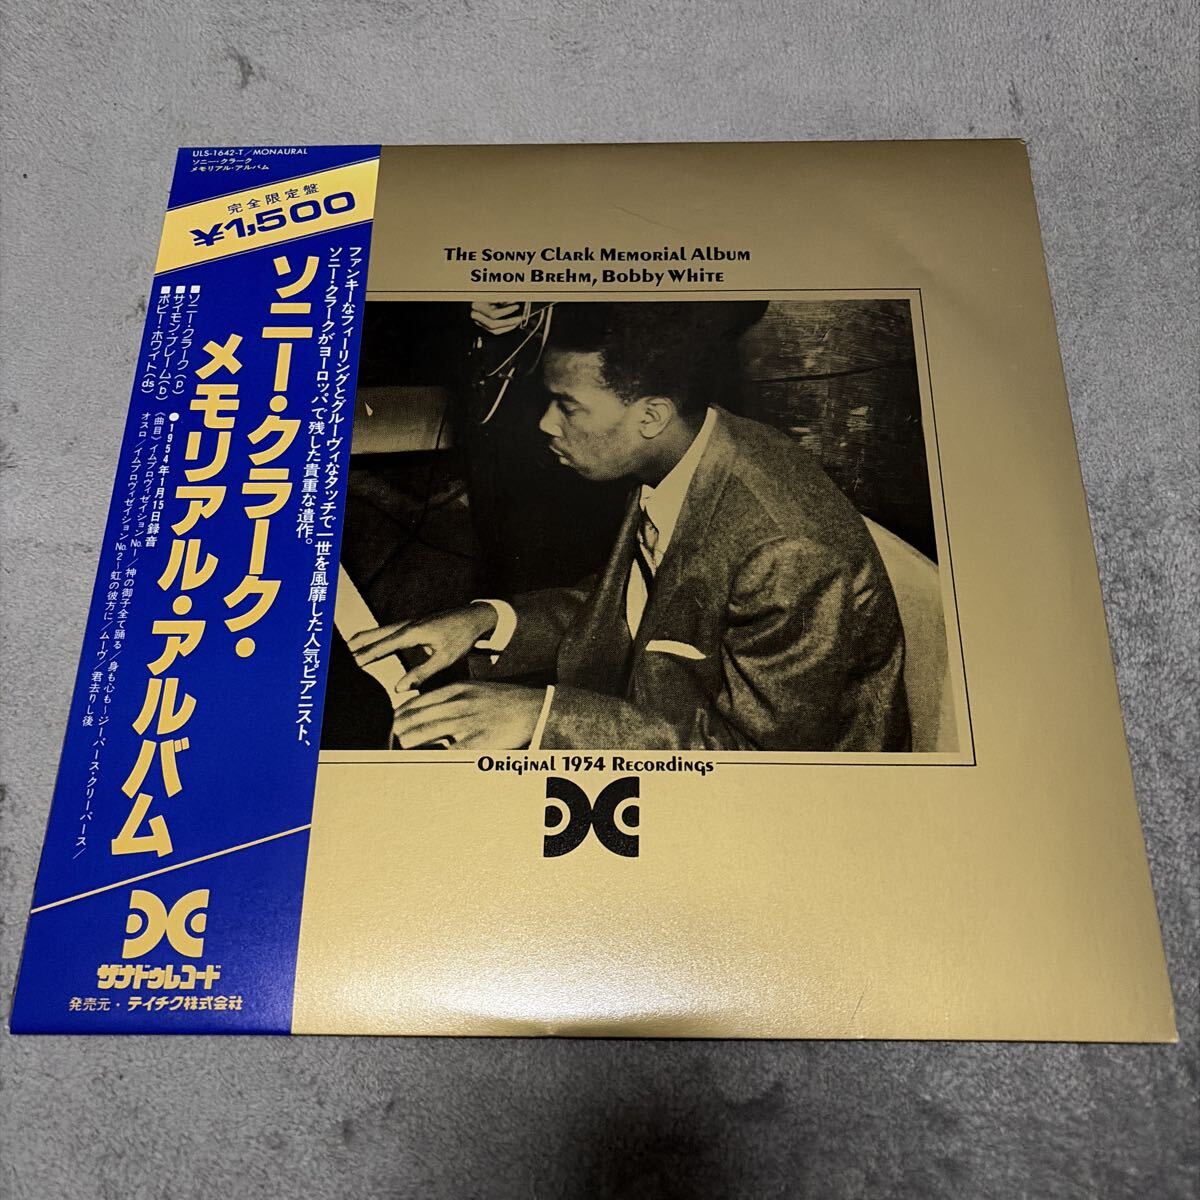 ULS-1642-T/MONAURAL
ソニー・クラーク
メモリアル・アルバム
完全限定盤
¥1,500
ファンキーなフィーリングとグルーヴィなタッチで一世を風靡した人気ピアニスト、
ソニー・クラークがヨーロッパで残した貴重な遺作。
ソニー・クラーク・
メモリアル・アルバム
■ソニー・クラーク(p)
■サイモン・ブレーム(b)
■ボビー・ホワイト(ds)
●1954年1月15日録音
《曲目》イムプロヴィゼイションNo.1/神の御子全て踊る/身も心も〜ジーパース・クリーパース/
オスロ/イムプロヴィゼイションNo.2〜虹の彼方に/ムーヴ/君去りし後
ザナドゥレコード
発売元・テイチク株式会社
The Sonny Clark Memorial Album
Simon Brehm, Bobby White
Original 1954 Recordings